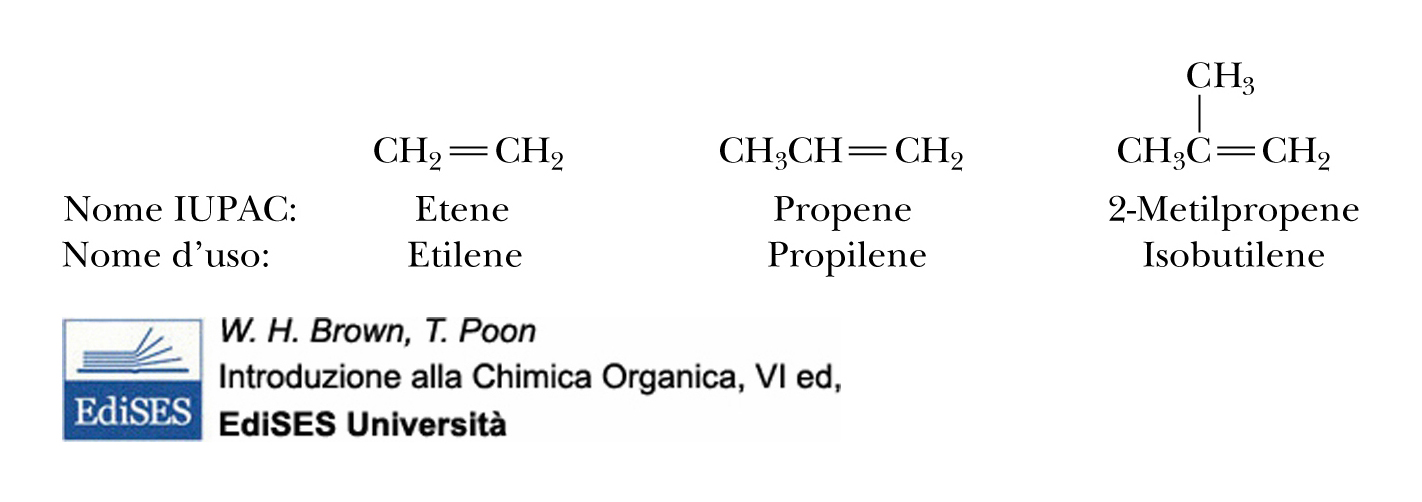 CH₃
CH₂=CH₂ CH₃CH=CH₂ CH₃C=CH₂
Nome IUPAC: Etene Propene 2-Metilpropene
Nome d’uso: Etilene Propilene Isobutilene
W. H. Brown, T. Poon
Introduzione alla Chimica Organica, VI ed,
EdiSES EdiSES Università